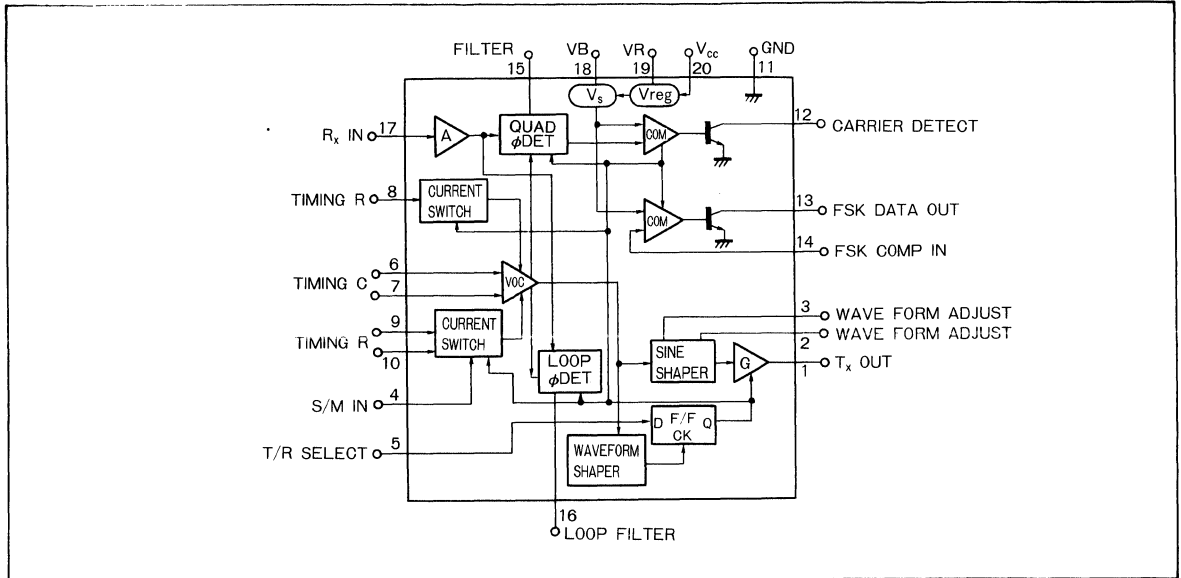 FILTER VB VR Vcc GND
15 18 19 20 11
Vs Vreg
17 12
Rx IN A QUAD COM CARRIER DETECT
φDET
8 TIMING R CURRENT
SWITCH
13
COM FSK DATA OUT
14
FSK COMP IN
6
TIMING C VOC
7
3
WAVE FORM ADJUST
WAVE FORM ADJUST
2
9
TIMING R CURRENT
SWITCH
10
LOOP
φDET
SINE
SHAPER
G Tx OUT
1
4
S/M IN
5
T/R SELECT
D F/F Q
CK
WAVEFORM
SHAPER
16
LOOP FILTER